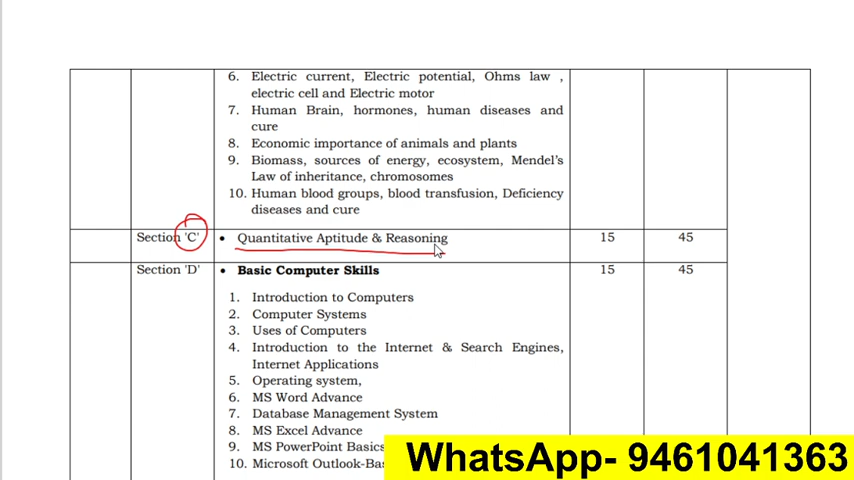 6. Electric current, Electric potential, Ohms law ,
electric cell and Electric motor
7. Human Brain, hormones, human diseases and
cure
8. Economic importance of animals and plants
9. Biomass, sources of energy, ecosystem, Mendel's
Law of inheritance, chromosomes
10. Human blood groups, blood transfusion, Deficiency
diseases and cure
Section 'C' • Quantitative Aptitude & Reasoning 15 45
Section 'D' • Basic Computer Skills 15 45
1. Introduction to Computers
2. Computer Systems
3. Uses of Computers
4. Introduction to the Internet & Search Engines,
Internet Applications
5. Operating system,
6. MS Word Advance
7. Database Management System
8. MS Excel Advance
9. MS PowerPoint Basics
10. Microsoft Outlook-Bas
WhatsApp- 9461041363